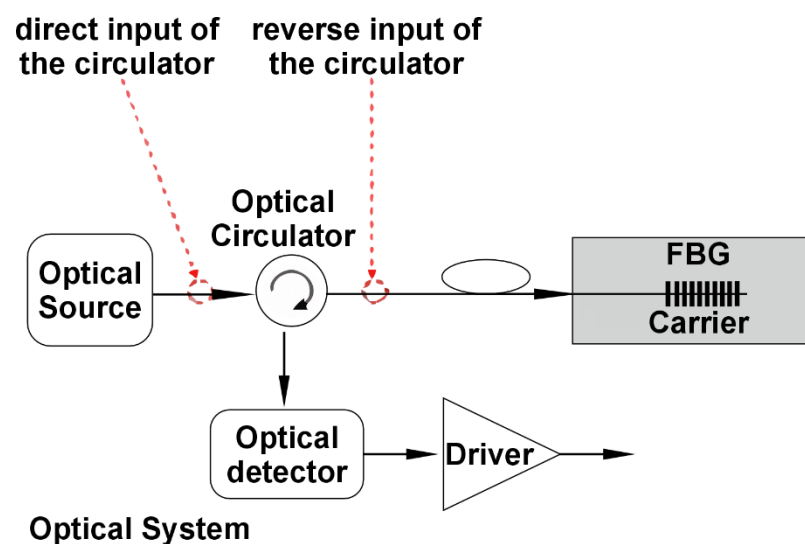 direct input of
the circulator
reverse input of
the circulator
Optical
Circulator
Optical
Source
FBG
Carrier
Optical
detector
Driver
Optical System